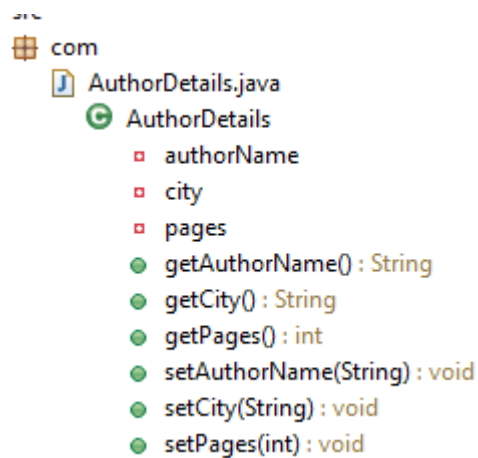 src
com
AuthorDetails.java
AuthorDetails
authorName
city
pages
getAuthorName() : String
getCity() : String
getPages() : int
setAuthorName(String) : void
setCity(String) : void
setPages(int) : void